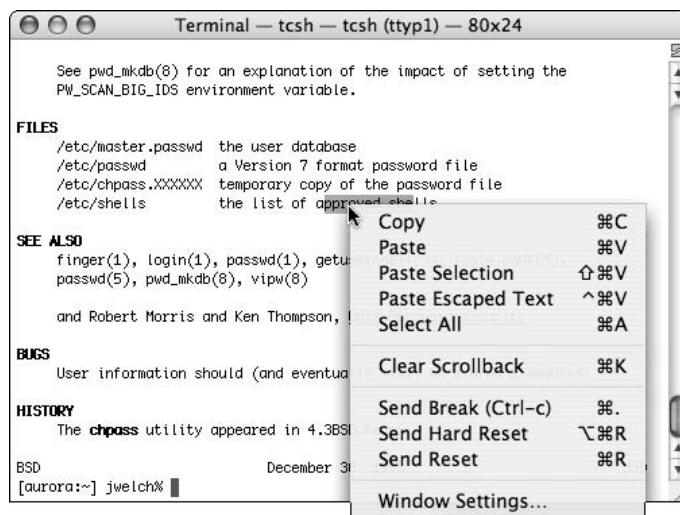 Terminal — tcsh — tcsh (ttyp1) — 80x24
See pwd_mkdb(8) for an explanation of the impact of setting the
PW_SCAN_BIG_IDS environment variable.
FILES
/etc/master.passwd the user database
/etc/passwd a Version 7 format password file
/etc/chpass.XXXXXX temporary copy of the password file
/etc/shells the list of approved shells
SEE ALSO
finger(1), login(1), passwd(1),
passwd(5), pwd_mkdb(8), vipw(8)
and Robert Morris and Ken Thompson,
BUGS
User information should (and
HISTORY
The chpass utility appeared in
BSD December
[aurora:~] jwelch%
Copy ⌘C
Paste ⌘V
Paste Selection ⇧⌘V
Paste Escaped Text ^⌘V
Select All ⌘A
Clear Scrollback ⌘K
Send Break (Ctrl-c) ⌘.
Send Hard Reset ⌥⌘R
Send Reset ⌘R
Window Settings...